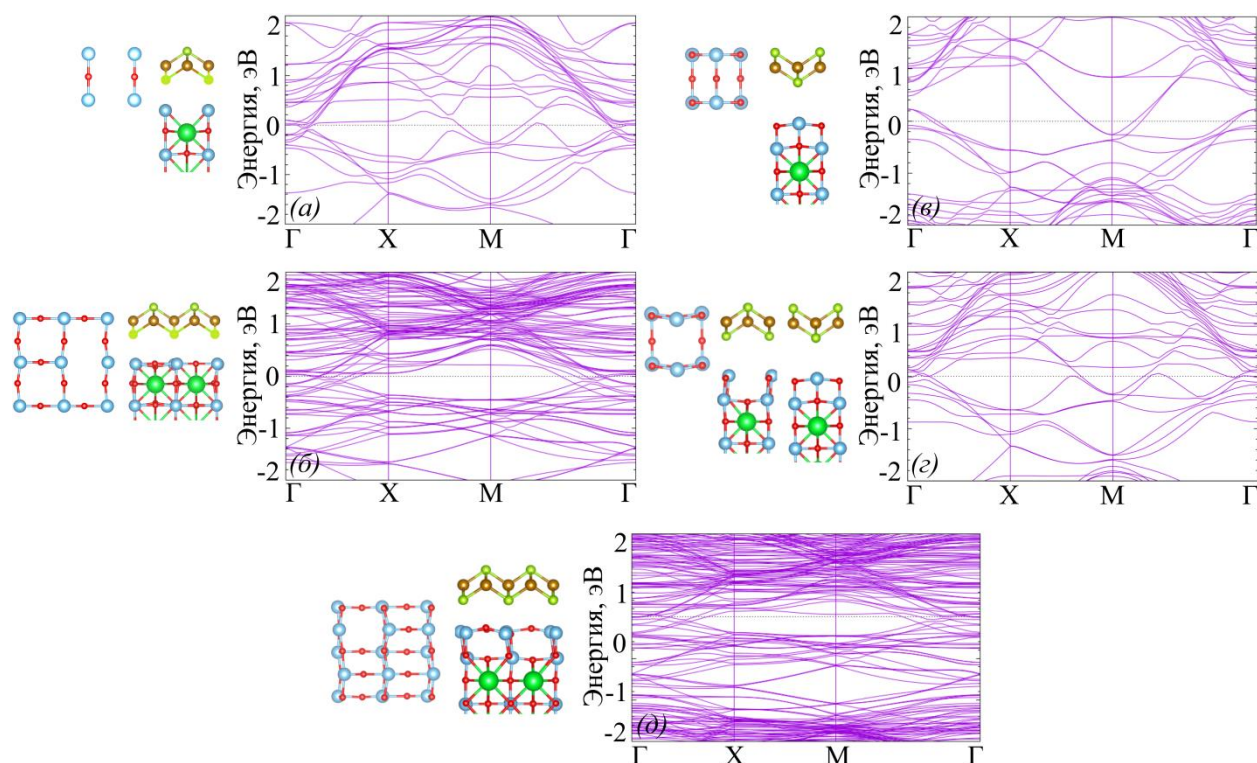 2
1
0
-1
-2
Энергия, эВ
(а)
Γ X M Γ
2
1
0
-1
-2
Энергия, эВ
(в)
Γ X M Γ
2
1
0
-1
-2
Энергия, эВ
(б)
Γ X M Γ
2
1
0
-1
-2
Энергия, эВ
(г)
Γ X M Γ
2
1
0
-1
-2
Энергия, эВ
(д)
Γ X M Γ